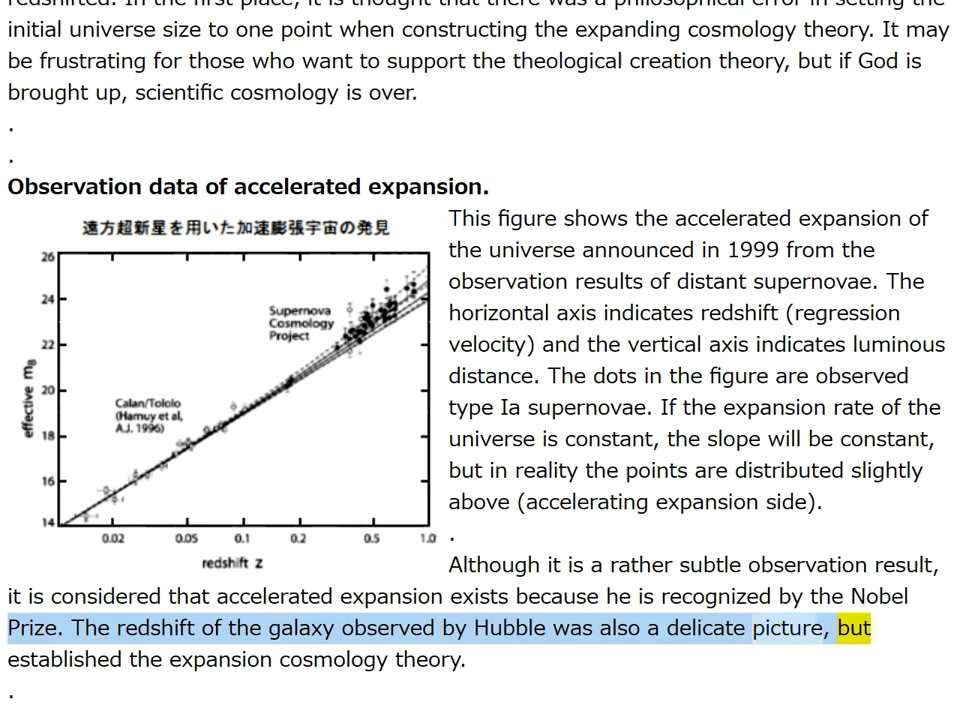 redshifted. In the first place, it is thought that there was a philosophical error in setting the
initial universe size to one point when constructing the expanding cosmology theory. It may
be frustrating for those who want to support the theological creation theory, but if God is
brought up, scientific cosmology is over.
.
.
Observation data of accelerated expansion.
遠方超新星を用いた加速膨張宇宙の発見
26
24
22
20
18
16
14
effective mB
Supernova
Cosmology
Project
Calan/Tololo
(Hamuy et al,
A.J. 1996)
0.02 0.05 0.1 0.2 0.5 1.0
redshift z
This figure shows the accelerated expansion of
the universe announced in 1999 from the
observation results of distant supernovae. The
horizontal axis indicates redshift (regression
velocity) and the vertical axis indicates luminous
distance. The dots in the figure are observed
type Ia supernovae. If the expansion rate of the
universe is constant, the slope will be constant,
but in reality the points are distributed slightly
above (accelerating expansion side).
.
Although it is a rather subtle observation result,
it is considered that accelerated expansion exists because he is recognized by the Nobel
Prize. The redshift of the galaxy observed by Hubble was also a delicate picture, but
established the expansion cosmology theory.
.